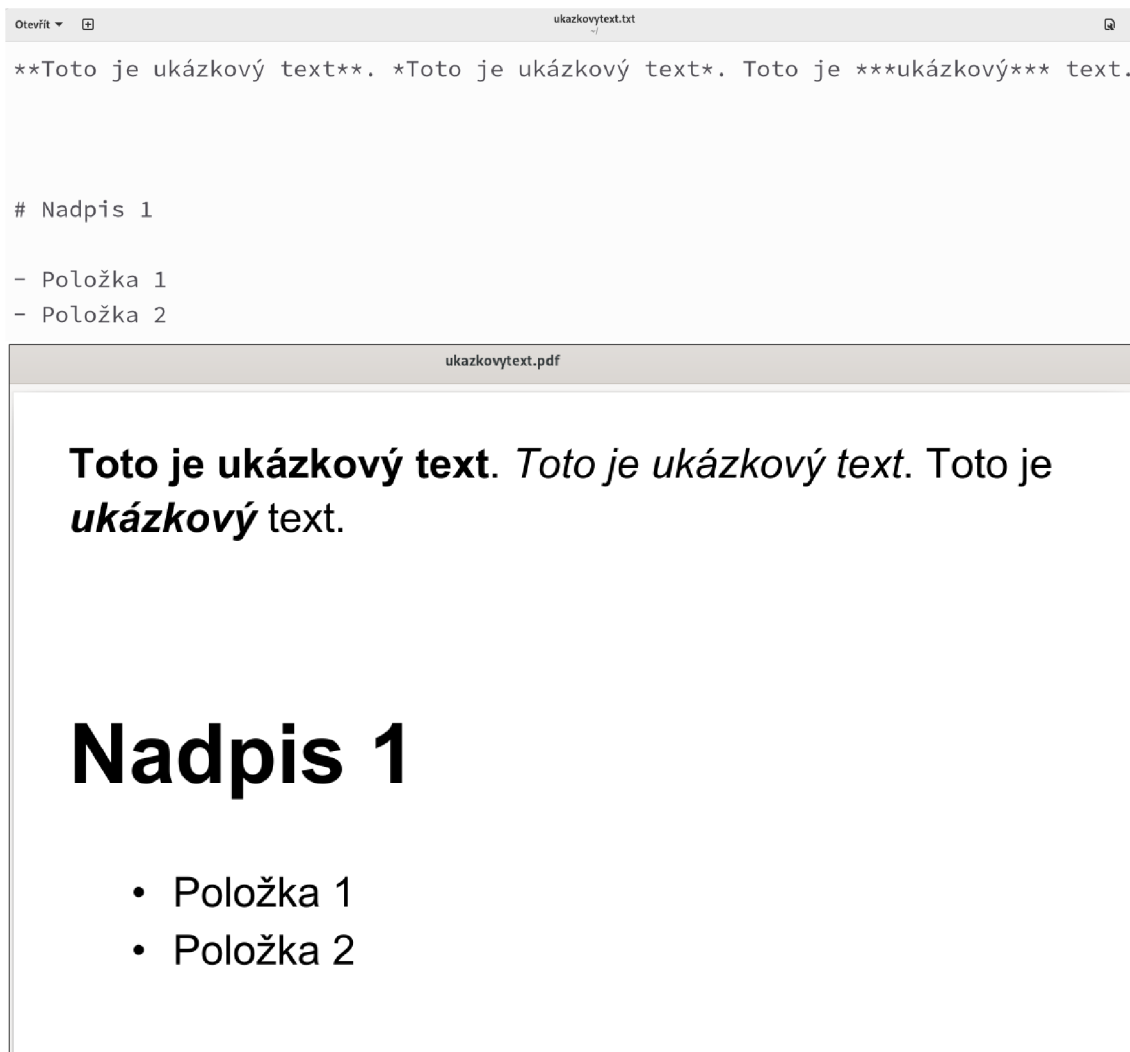 Otevřít
ukazkovytext.txt
~/
**Toto je ukázkový text**. *Toto je ukázkový text*. Toto je ***ukázkový*** text.
# Nadpis 1
- Položka 1
- Položka 2
ukazkovytext.pdf
Toto je ukázkový text. Toto je ukázkový text. Toto je
ukázkový text.
Nadpis 1
• Položka 1
• Položka 2